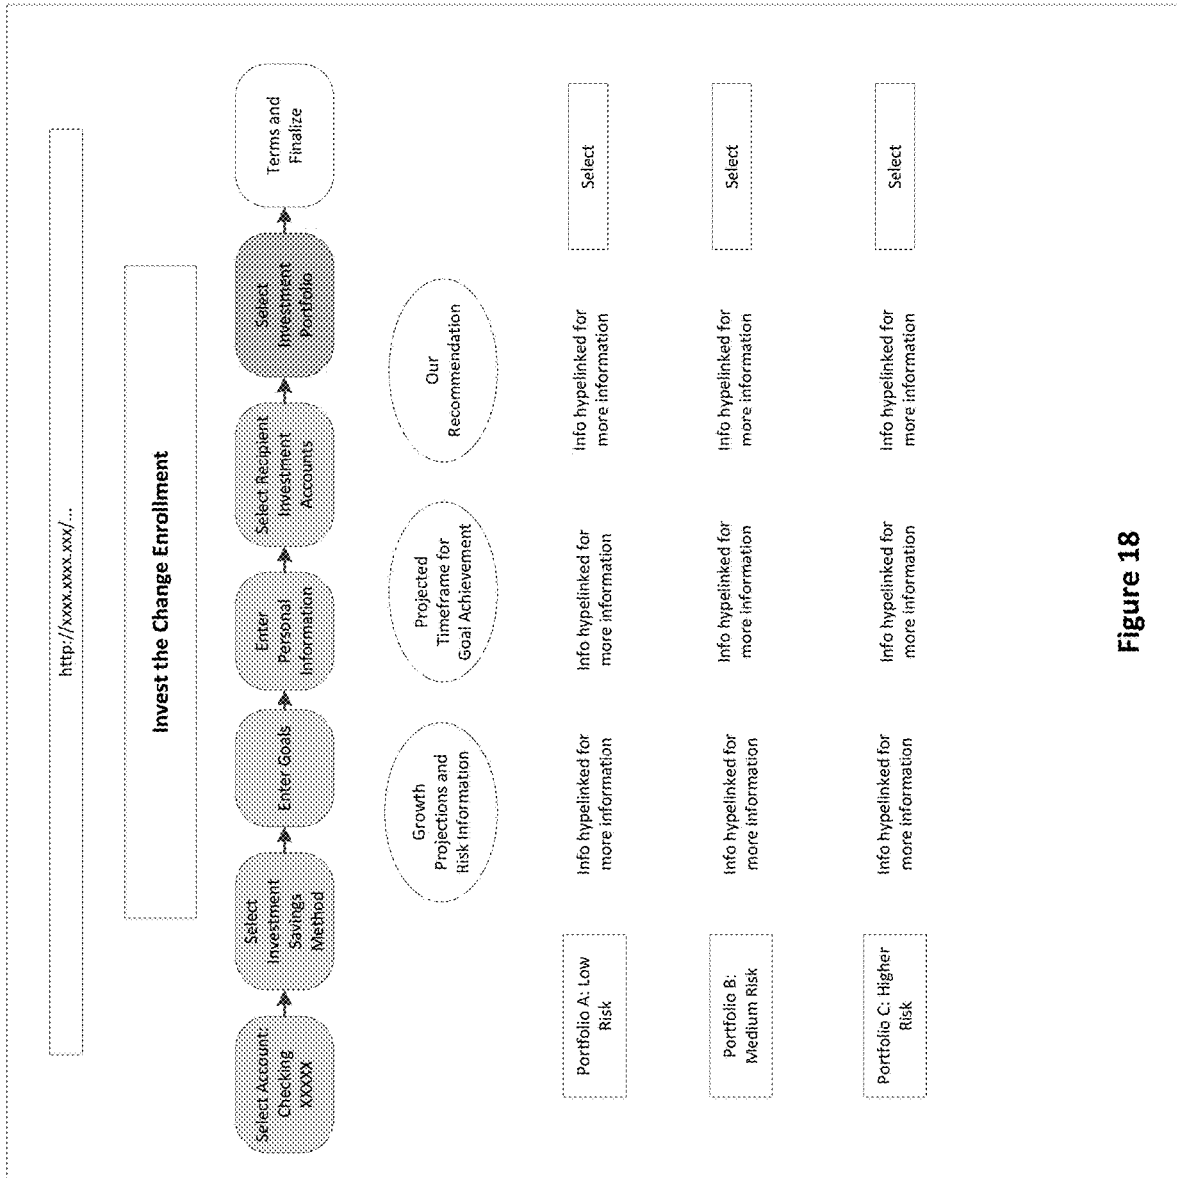 http://xxxx.xxxx.xxx/...
Invest the Change Enrollment
Select Account:
Checking
XXXXX
Select
Investment
Savings
Method
Enter Goals
Enter
Personal
Information
Select Recipient
Investment
Accounts
Select
Investment
Portfolio
Terms and
Finalize
Growth
Projections and
Risk Information
Projected
Timeframe for
Goal Achievement
Our
Recommendation
Portfolio A: Low
Risk
Info hypelinked for
more information
Info hypelinked for
more information
Info hypelinked for
more information
Select
Portfolio B:
Medium Risk
Info hypelinked for
more information
Info hypelinked for
more information
Info hypelinked for
more information
Select
Portfolio C: Higher
Risk
Info hypelinked for
more information
Info hypelinked for
more information
Info hypelinked for
more information
Select
Figure 18